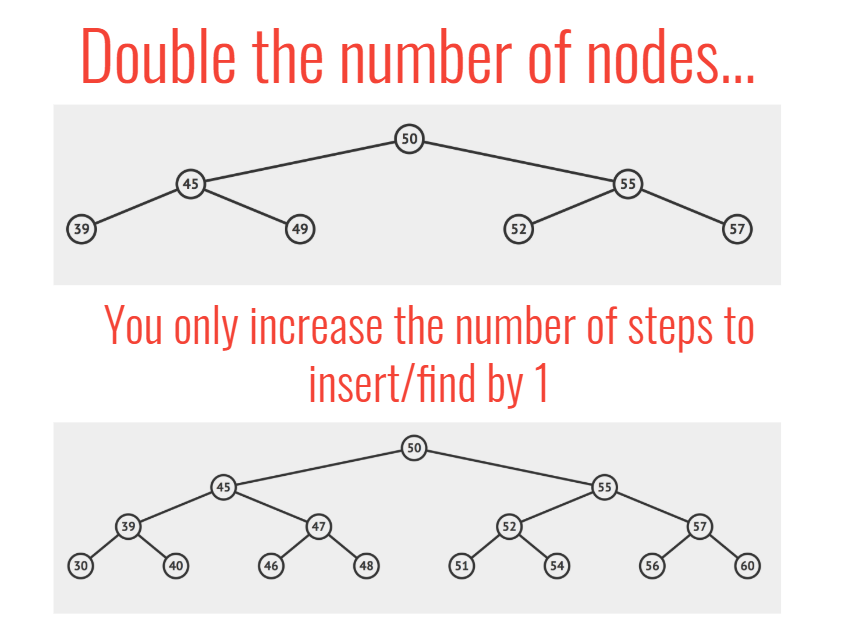 Double the number of nodes...
50
45 55
39 49 52 57
You only increase the number of steps to
insert/find by 1
50
45 55
39 47 52 57
30 40 46 48 51 54 56 60